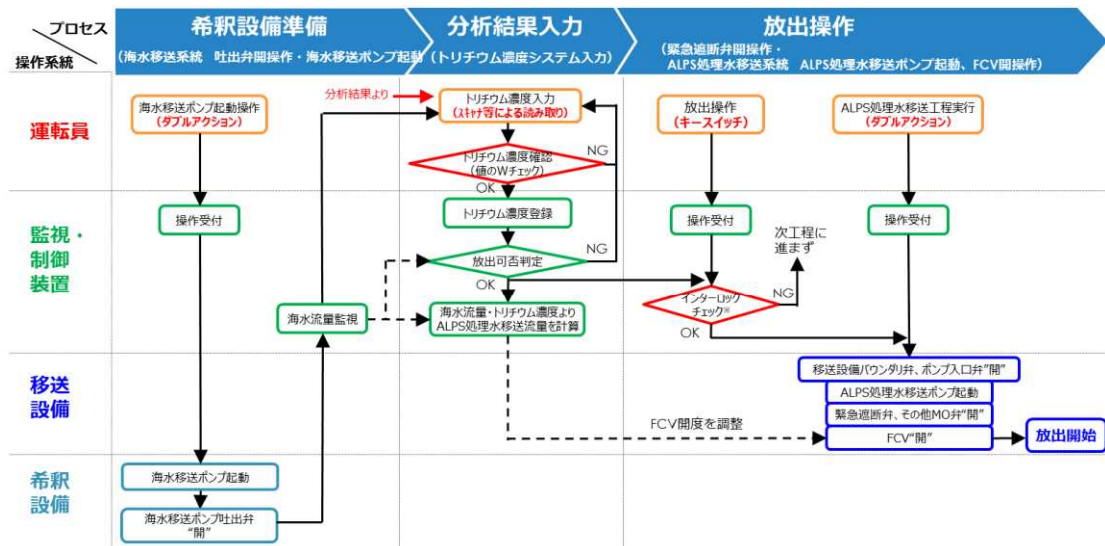 プロセス
操作系統
希釈設備準備
(海水移送系統　吐出弁開操作・海水移送ポンプ起動)
分析結果入力
(トリチウム濃度システム入力)
放出操作
(緊急遮断弁開操作・
ALPS処理水移送系統　ALPS処理水移送ポンプ起動、FCV開操作)
運転員
海水移送ポンプ起動操作
(ダブルアクション)
分析結果より
トリチウム濃度入力
(スキャナ等による読み取り)
トリチウム濃度確認
(値のWチェック)
NG
OK
放出操作
(キースイッチ)
ALPS処理水移送工程実行
(ダブルアクション)
監視・
制御
装置
操作受付
トリチウム濃度登録
放出可否判定
NG
OK
海水流量監視
海水流量・トリチウム濃度より
ALPS処理水移送流量を計算
操作受付
操作受付
次工程に
進まず
インターロック
チェック※
NG
OK
移送
設備
移送設備バウンダリ弁、ポンプ入口弁"開"
ALPS処理水移送ポンプ起動
緊急遮断弁、その他MO弁"開"
FCV"開"
FCV開度を調整
放出開始
希釈
設備
海水移送ポンプ起動
海水移送ポンプ吐出弁
"開"